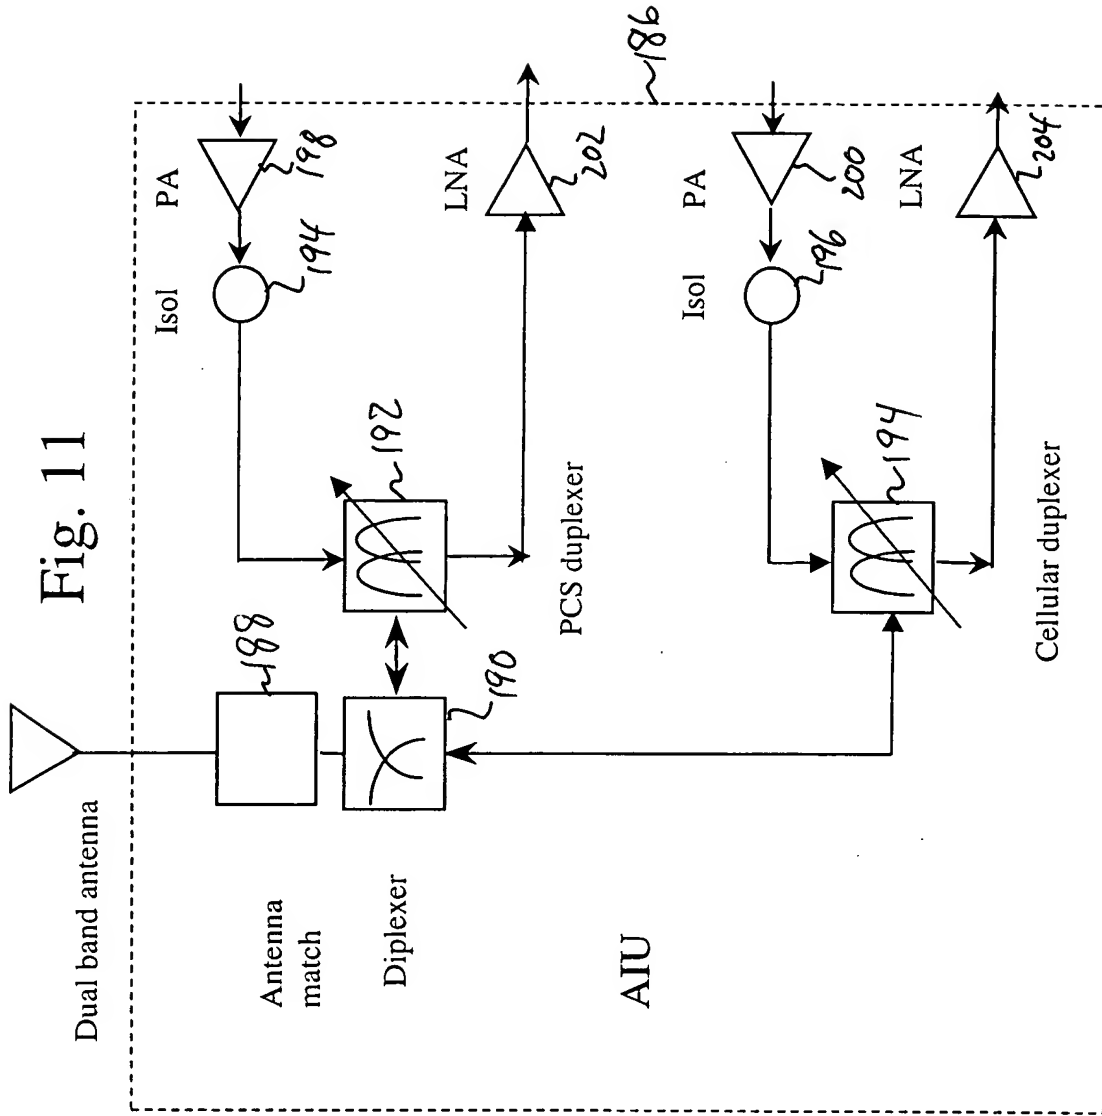 Fig. 11
Dual band antenna
Antenna
match
188
Diplexer
190
192
PCS duplexer
Isol
194
PA
198
LNA
202
186
AIU
194
Cellular duplexer
Isol
196
PA
200
LNA
204